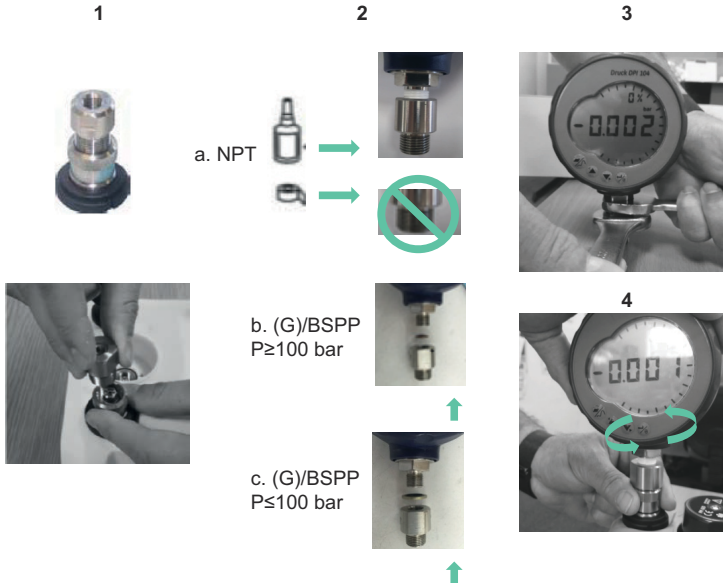 1
2
3
a. NPT
Druck DPI 104
0%
bar
-0.002
b. (G)/BSPP
P≥100 bar
4
0.001
c. (G)/BSPP
P≤100 bar